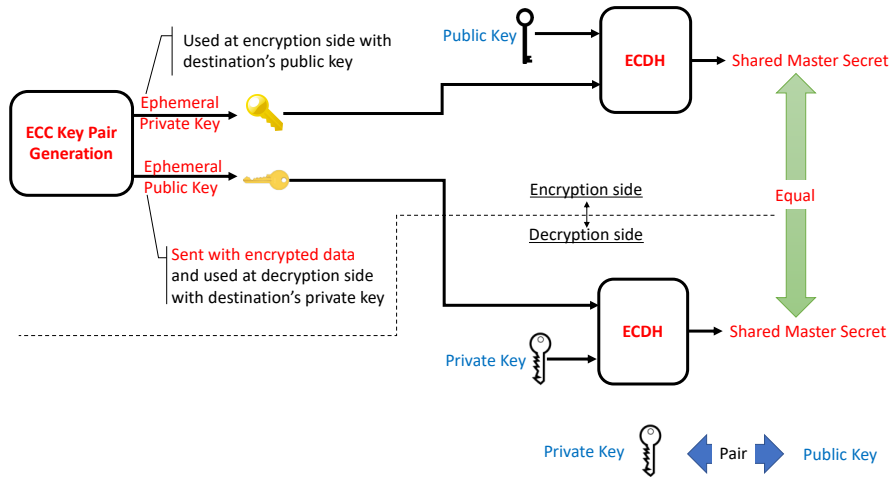 Used at encryption side with
destination's public key
Public Key
ECDH
Shared Master Secret
Ephemeral
Private Key
ECC Key Pair
Generation
Ephemeral
Public Key
Encryption side
Equal
Decryption side
Sent with encrypted data
and used at decryption side
with destination's private key
ECDH
Shared Master Secret
Private Key
Private Key
Pair
Public Key